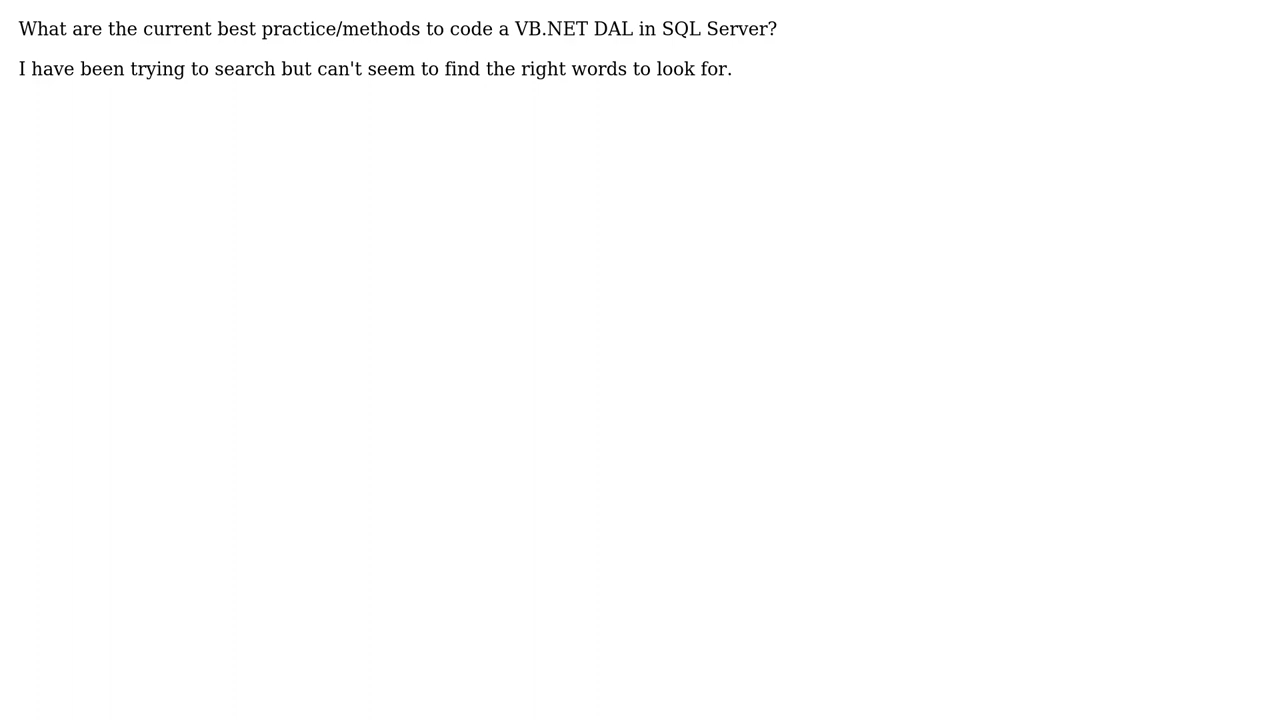 What are the current best practice/methods to code a VB.NET DAL in SQL Server?
I have been trying to search but can't seem to find the right words to look for.